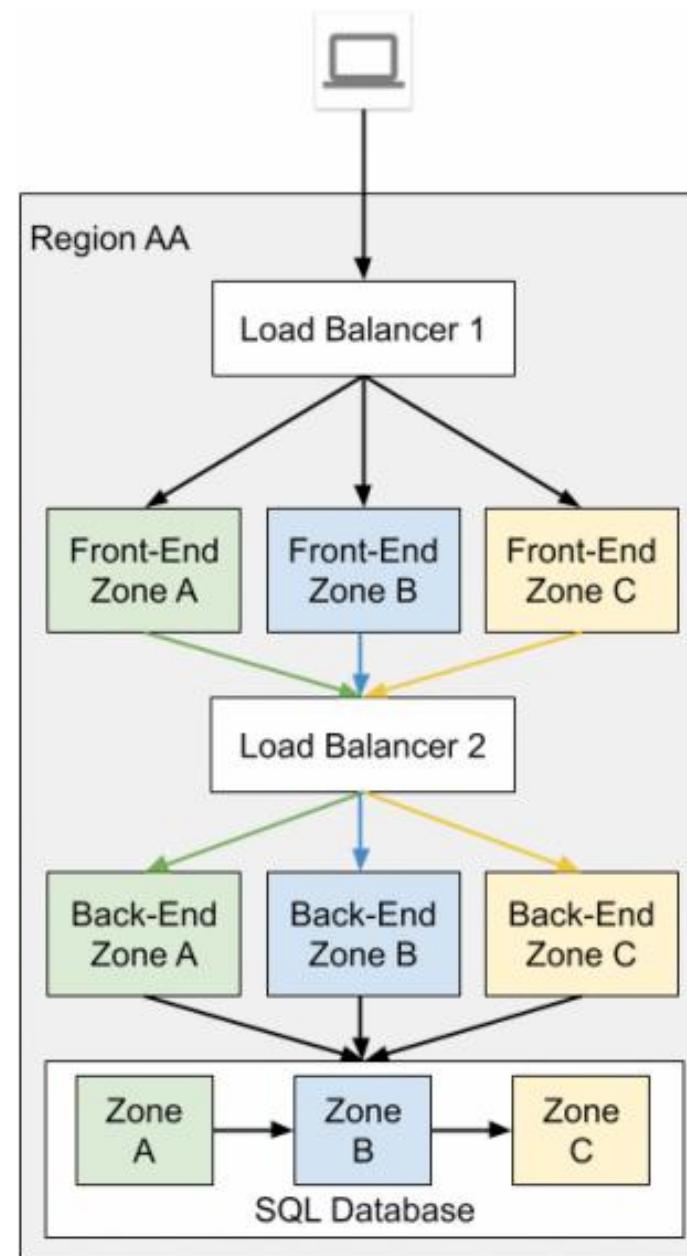 Region AA
Load Balancer 1
Front-End
Zone A
Front-End
Zone B
Front-End
Zone C
Load Balancer 2
Back-End
Zone A
Back-End
Zone B
Back-End
Zone C
Zone
A
Zone
B
Zone
C
SQL Database